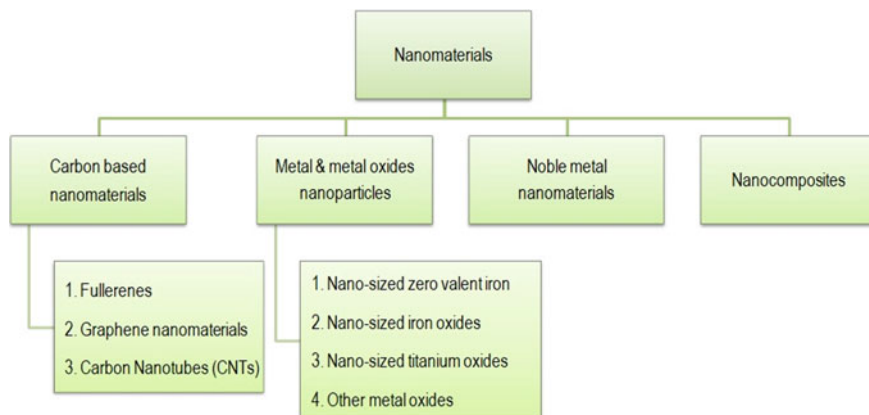 Nanomaterials
Carbon based
nanomaterials
Metal & metal oxides
nanoparticles
Noble metal
nanomaterials
Nanocomposites
1. Fullerenes
2. Graphene nanomaterials
3. Carbon Nanotubes (CNTs)
1. Nano-sized zero valent iron
2. Nano-sized iron oxides
3. Nano-sized titanium oxides
4. Other metal oxides